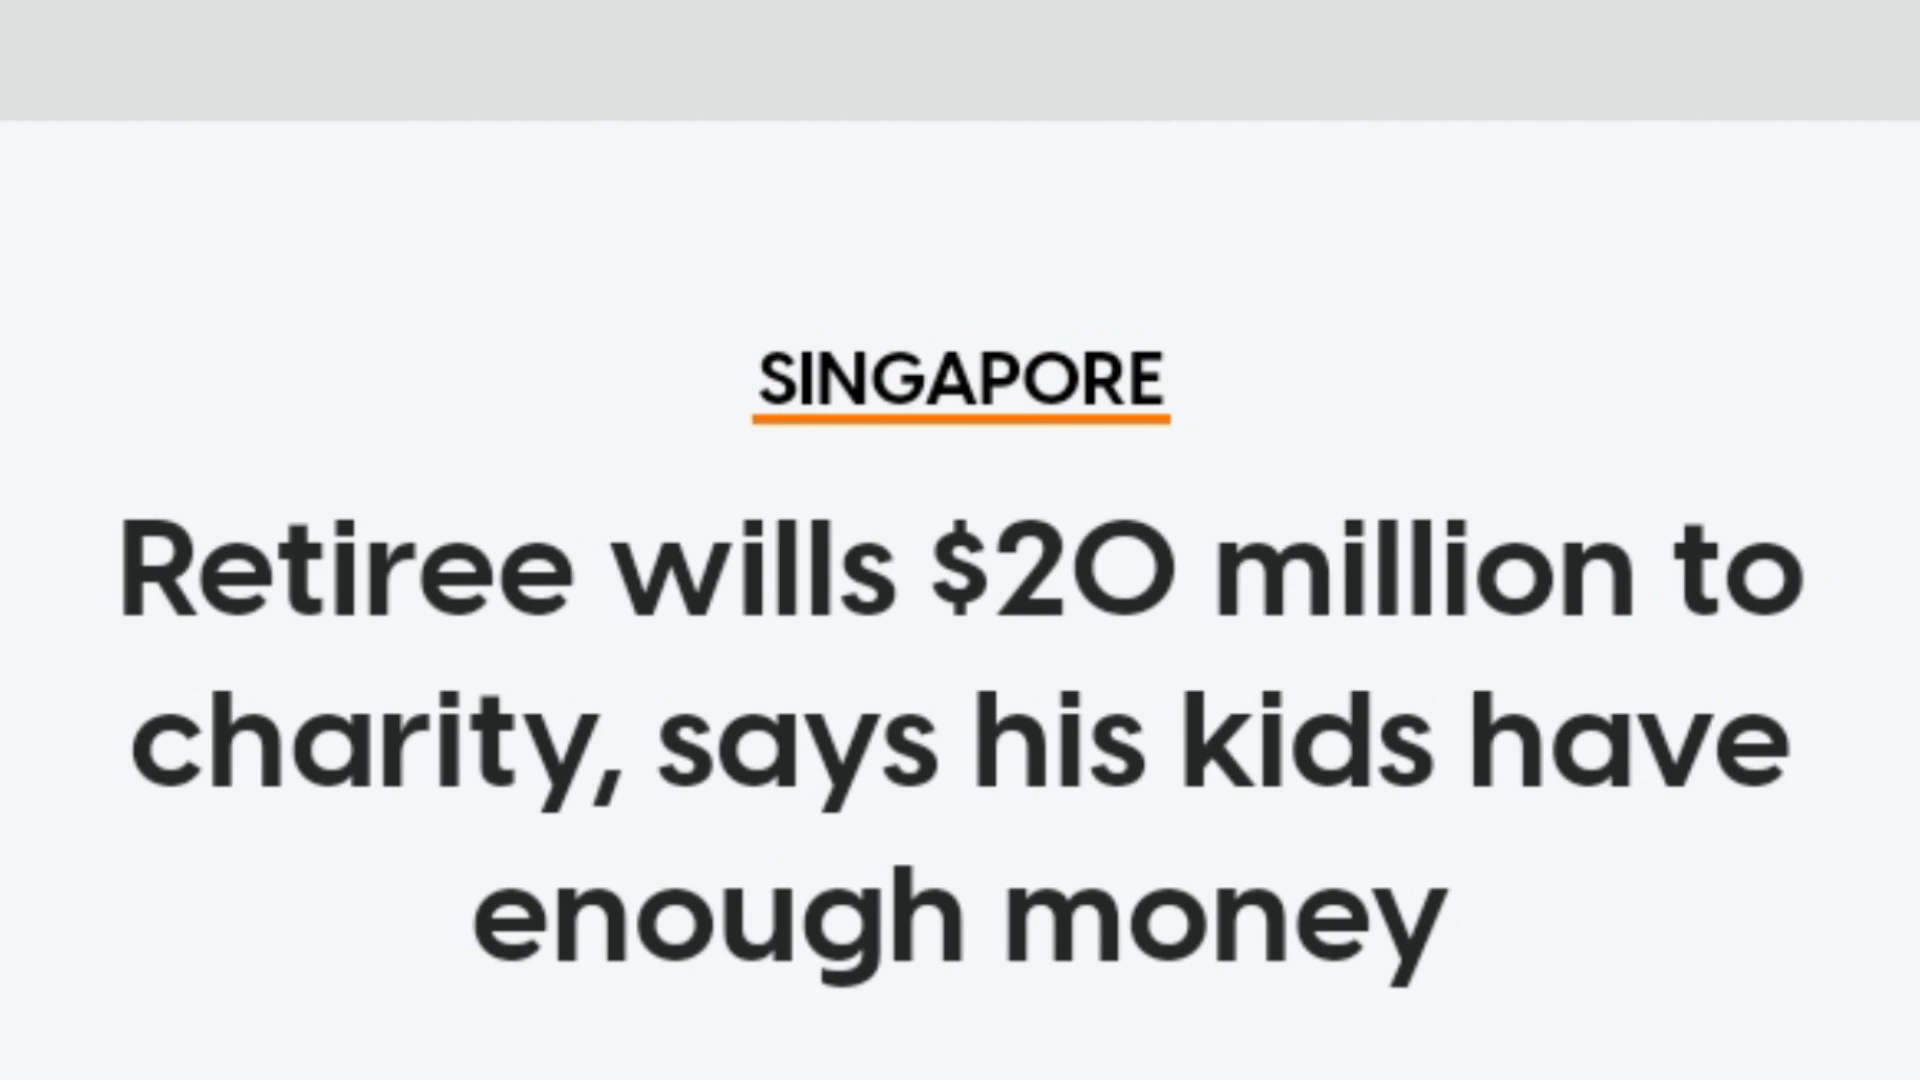 SINGAPORE
Retiree wills $20 million to
charity, says his kids have
enough money